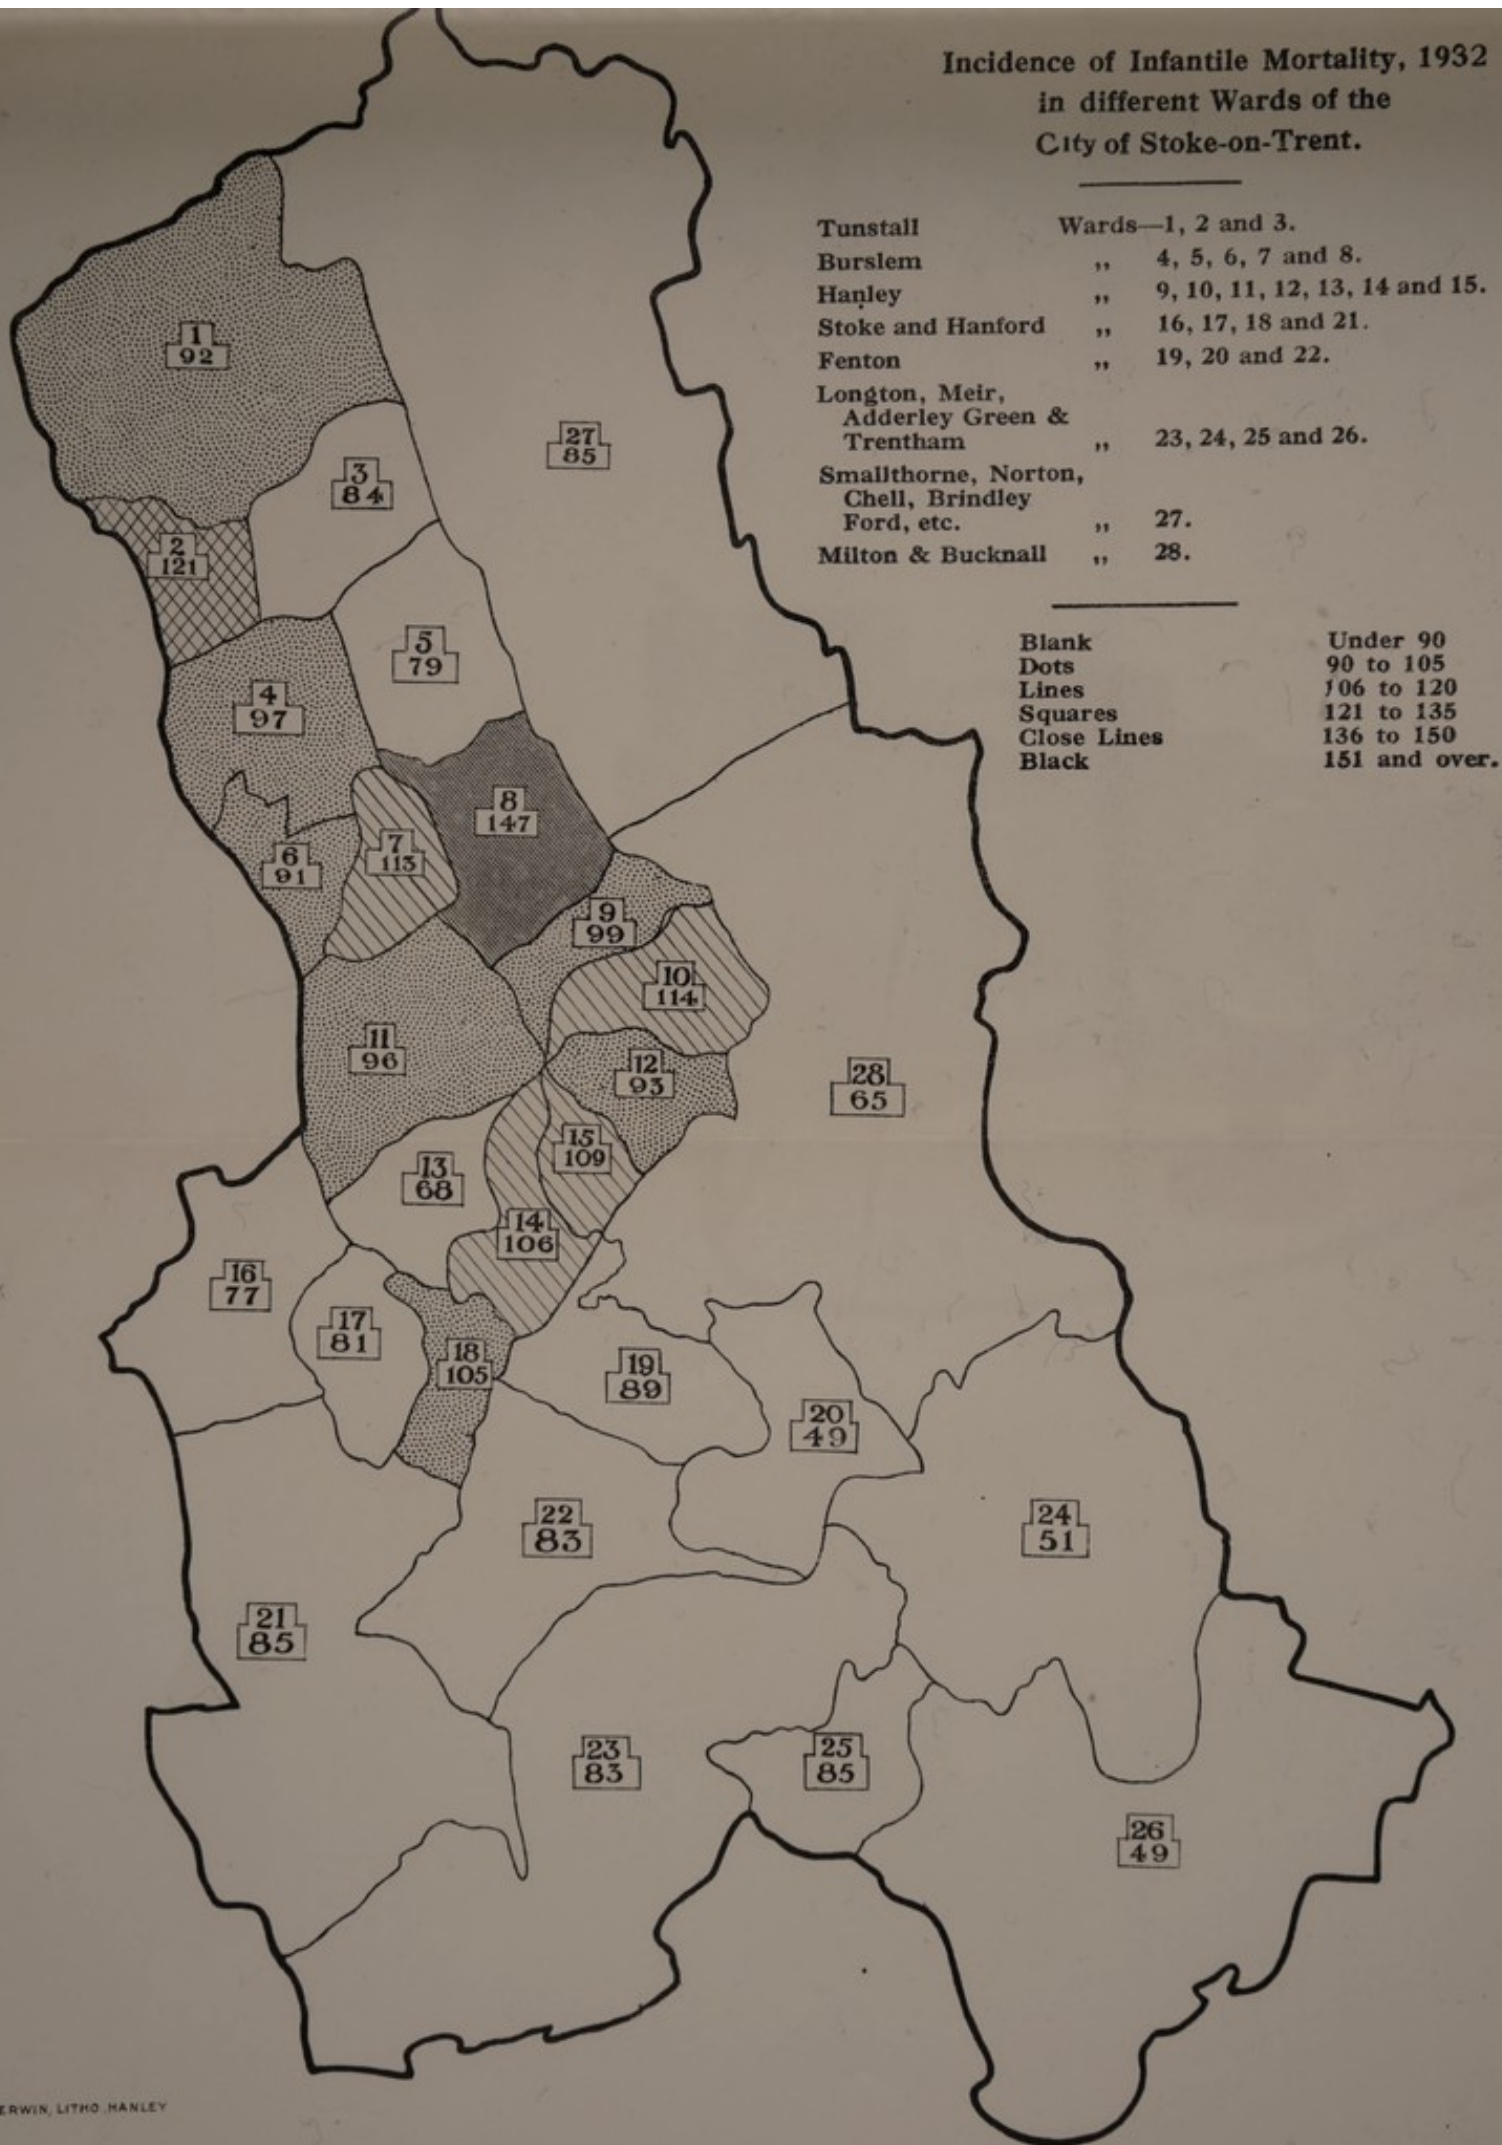 Incidence of Infantile Mortality, 1932
in different Wards of the
City of Stoke-on-Trent.
Tunstall Wards—1, 2 and 3.
Burslem „ 4, 5, 6, 7 and 8.
Hanley „ 9, 10, 11, 12, 13, 14 and 15.
Stoke and Hanford „ 16, 17, 18 and 21.
Fenton „ 19, 20 and 22.
Longton, Meir,
Adderley Green &
Trentham „ 23, 24, 25 and 26.
Smallthorne, Norton,
Chell, Brindley
Ford, etc. „ 27.
Milton & Bucknall „ 28.
Blank Under 90
Dots 90 to 105
Lines 106 to 120
Squares 121 to 135
Close Lines 136 to 150
Black 151 and over.
1
92
27
85
3
84
2
121
5
79
4
97
8
147
7
113
6
91
9
99
10
114
11
96
12
93
28
65
15
109
13
68
14
106
16
77
17
81
18
105
19
89
20
49
22
83
24
51
21
85
23
83
25
85
26
49
ERWIN, LITHO. HANLEY